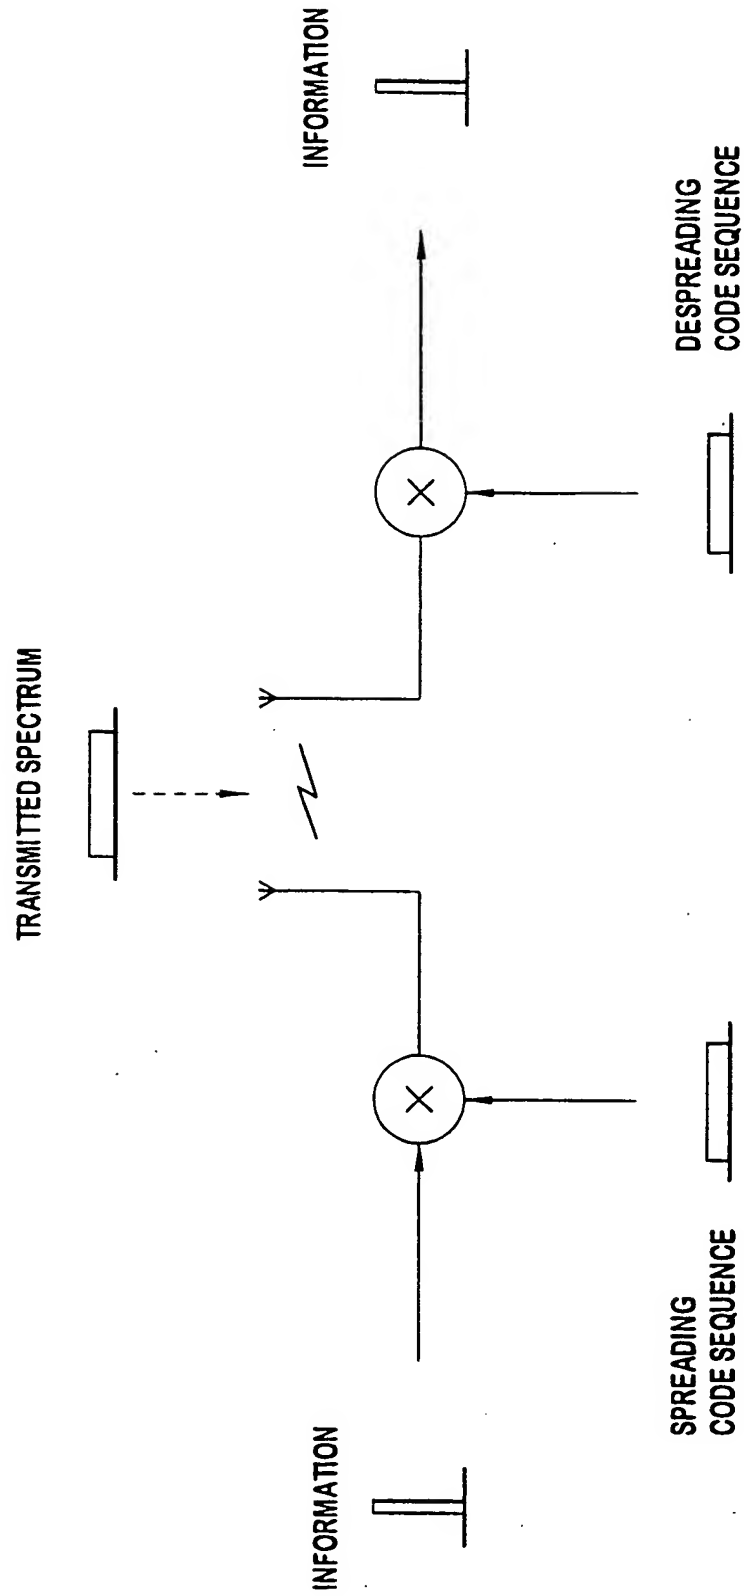 TRANSMITTED SPECTRUM
INFORMATION
INFORMATION
SPREADING
CODE SEQUENCE
DESPREADING
CODE SEQUENCE